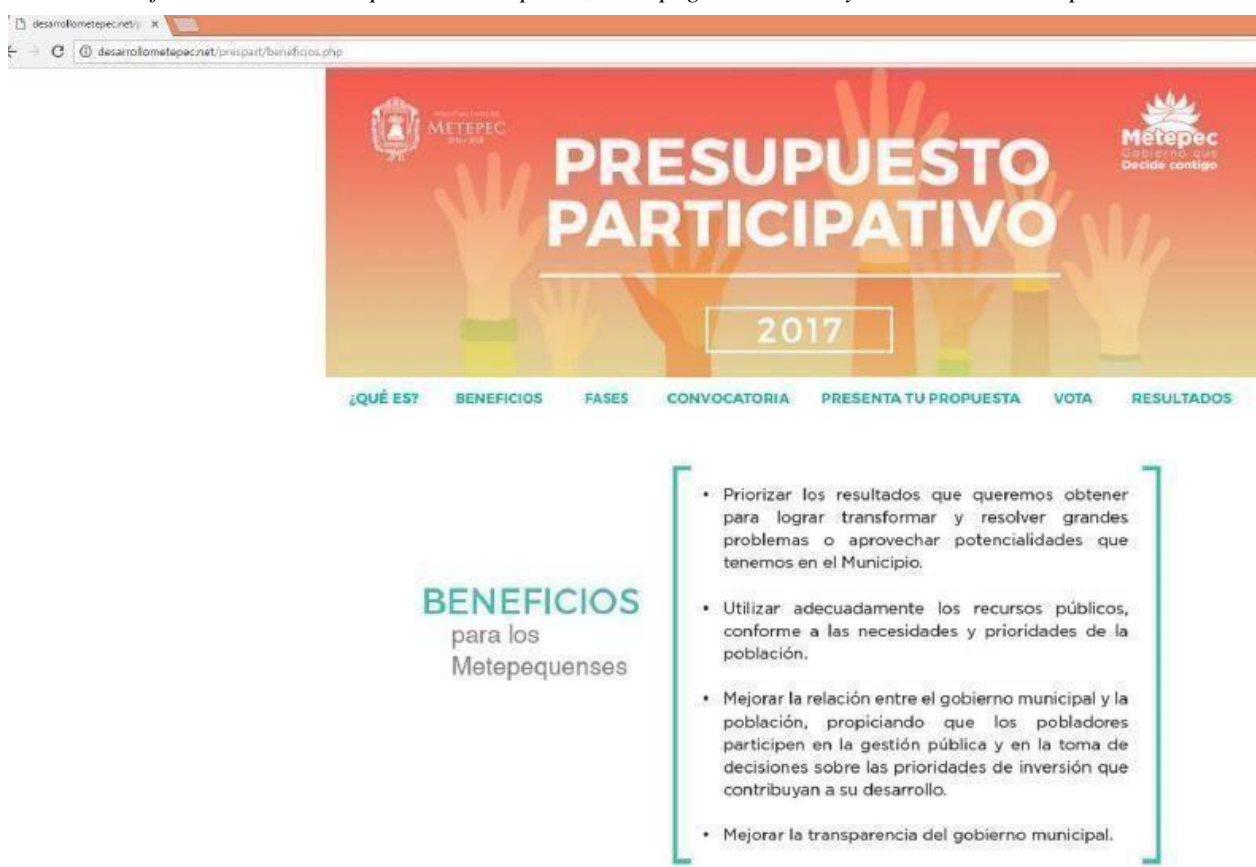 desarrollometepec.net/p
desarrollometepec.net/prespart/beneficios.php
METEPEC
Metepec
Gobierno que
Decide contigo
PRESUPUESTO
PARTICIPATIVO
2017
¿QUÉ ES? BENEFICIOS FASES CONVOCATORIA PRESENTA TU PROPUESTA VOTA RESULTADOS
BENEFICIOS
para los
Metepequenses
• Priorizar los resultados que queremos obtener
para lograr transformar y resolver grandes
problemas o aprovechar potencialidades que
tenemos en el Municipio.
• Utilizar adecuadamente los recursos públicos,
conforme a las necesidades y prioridades de la
población.
• Mejorar la relación entre el gobierno municipal y la
población, propiciando que los pobladores
participen en la gestión pública y en la toma de
decisiones sobre las prioridades de inversión que
contribuyan a su desarrollo.
• Mejorar la transparencia del gobierno municipal.